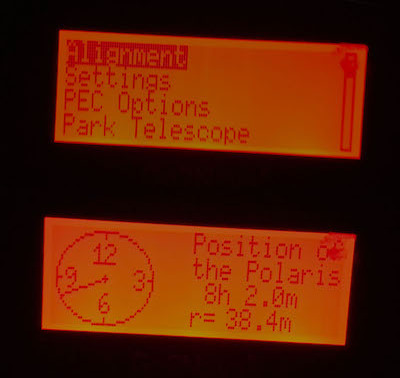 Alignment
Settings
PEC Options
Park Telescope
12
9 3
6
Position of
the Polaris
8h 2.0m
r= 38.4m